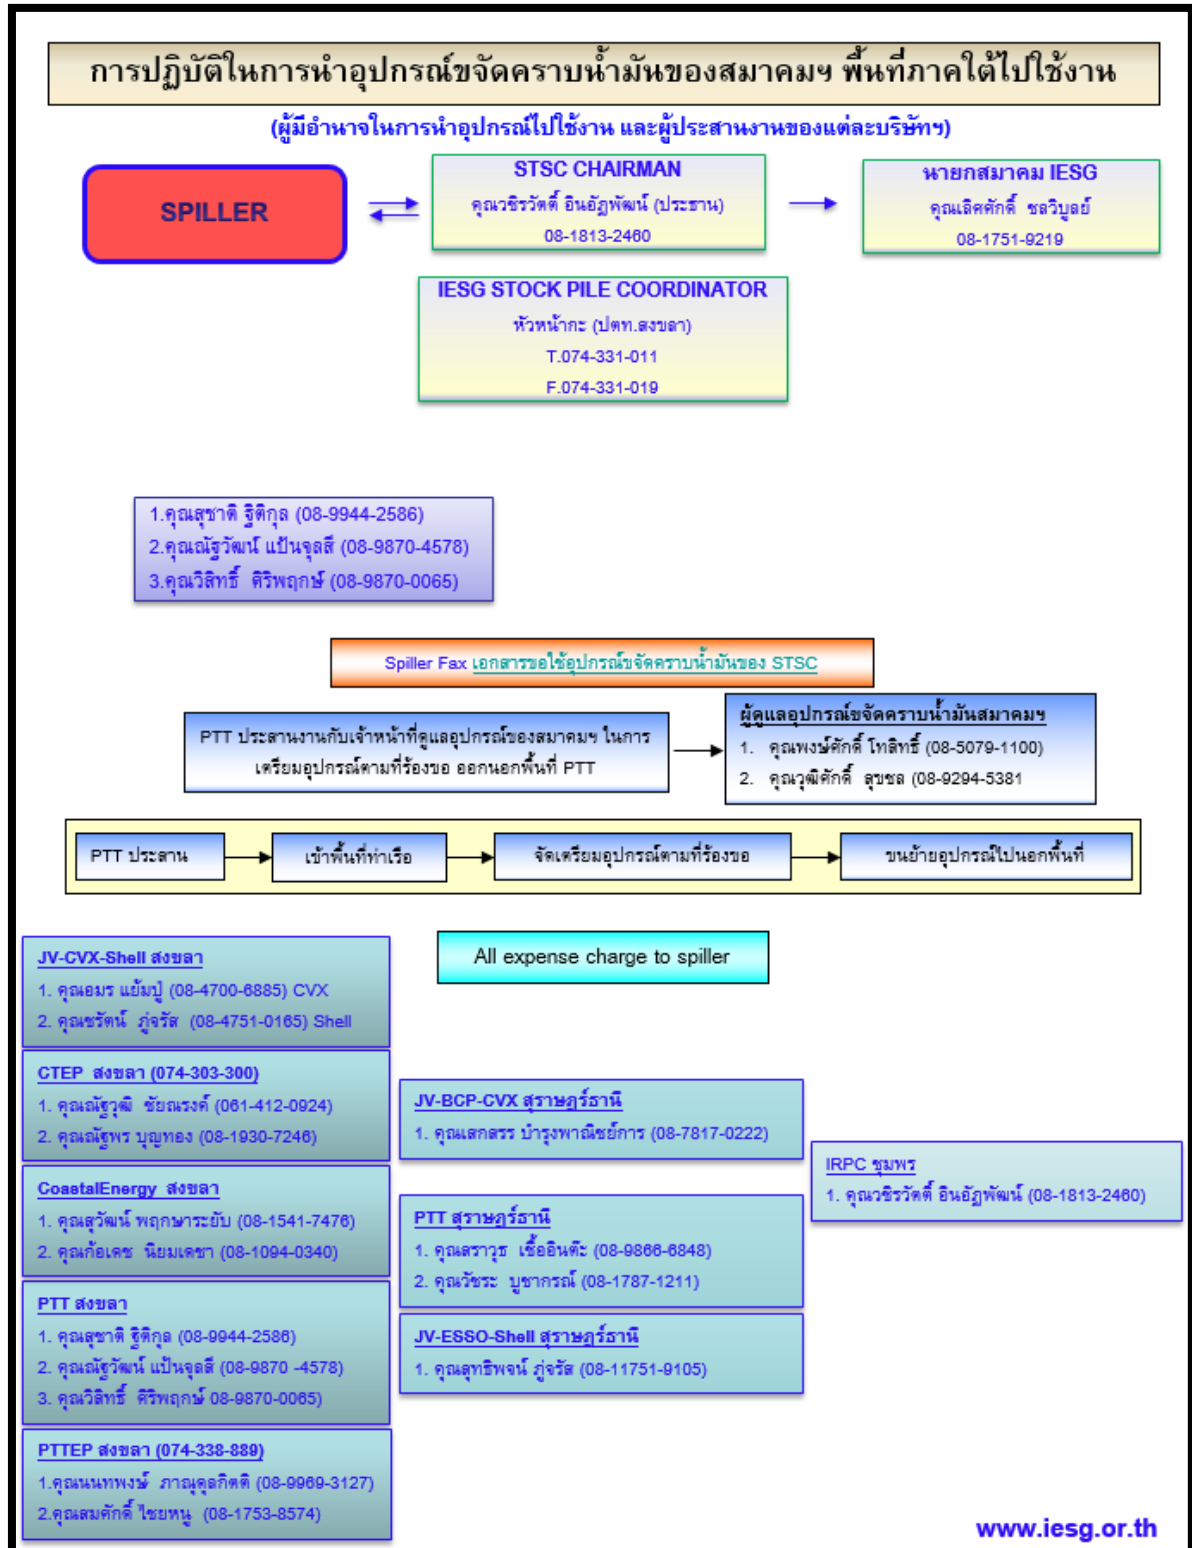 การปฏิบัติในการนำอุปกรณ์ขจัดคราบน้ำมันของสมาคมฯ พื้นที่ภาคใต้ไปใช้งาน
(ผู้มีอำนาจในการนำอุปกรณ์ไปใช้งาน และผู้ประสานงานของแต่ละบริษัทฯ)
SPILLER
STSC CHAIRMAN
คุณวชิรวัตติ์ อินอัฎพัฒน์ (ประธาน)
08-1813-2460
นายกสมาคม IESG
คุณเลิศศักดิ์ ชลวิบูลย์
08-1751-9219
IESG STOCK PILE COORDINATOR
หัวหน้ากะ (ปตท.สงขลา)
T.074-331-011
F.074-331-019
1.คุณสุชาติ ฐิติกุล (08-9944-2586)
2.คุณณัฐวัฒน์ แป้นจุลสี (08-9870-4578)
3.คุณวิสิทธิ์ ศิริพฤกษ์ (08-9870-0065)
Spiller Fax เอกสารขอใช้อุปกรณ์ขจัดคราบน้ำมันของ STSC
PTT ประสานงานกับเจ้าหน้าที่ดูแลอุปกรณ์ของสมาคมฯ ในการ
เตรียมอุปกรณ์ตามที่ร้องขอ ออกนอกพื้นที่ PTT
ผู้ดูแลอุปกรณ์ขจัดคราบน้ำมันสมาคมฯ
1. คุณพงษ์ศักดิ์ โทสิทธิ์ (08-5079-1100)
2. คุณวุฒิศักดิ์ สุขชล (08-9294-5381
PTT ประสาน
เข้าพื้นที่ท่าเรือ
จัดเตรียมอุปกรณ์ตามที่ร้องขอ
ขนย้ายอุปกรณ์ไปนอกพื้นที่
All expense charge to spiller
JV-CVX-Shell สงขลา
1. คุณอมร แย้มปู่ (08-4700-6885) CVX
2. คุณชรัตน์ ภู่จรัส (08-4751-0165) Shell
CTEP สงขลา (074-303-300)
1. คุณณัฐวุฒิ ชัยณรงค์ (061-412-0924)
2. คุณณัฐพร บุญทอง (08-1930-7246)
CoastalEnergy สงขลา
1. คุณสุวัฒน์ พฤกษาระยับ (08-1541-7476)
2. คุณก้อเดช นิยมเดชา (08-1094-0340)
PTT สงขลา
1. คุณสุชาติ ฐิติกุล (08-9944-2586)
2. คุณณัฐวัฒน์ แป้นจุลสี (08-9870 -4578)
3. คุณวิสิทธิ์ ศิริพฤกษ์ 08-9870-0065)
PTTEP สงขลา (074-338-889)
1.คุณนนทพงษ์ ภาณุดุลกิตติ (08-9969-3127)
2.คุณสมศักดิ์ ไชยหนู (08-1753-8574)
JV-BCP-CVX สุราษฎร์ธานี
1. คุณเสกสรร บำรุงพาณิชย์การ (08-7817-0222)
PTT สุราษฎร์ธานี
1. คุณสราวุธ เชื้ออินต๊ะ (08-9866-6848)
2. คุณวัชระ บูชากรณ์ (08-1787-1211)
JV-ESSO-Shell สุราษฎร์ธานี
1. คุณสุทธิพจน์ ภู่จรัส (08-11751-9105)
IRPC ชุมพร
1. คุณวชิรวัตติ์ อินอัฎพัฒน์ (08-1813-2460)
www.iesg.or.th